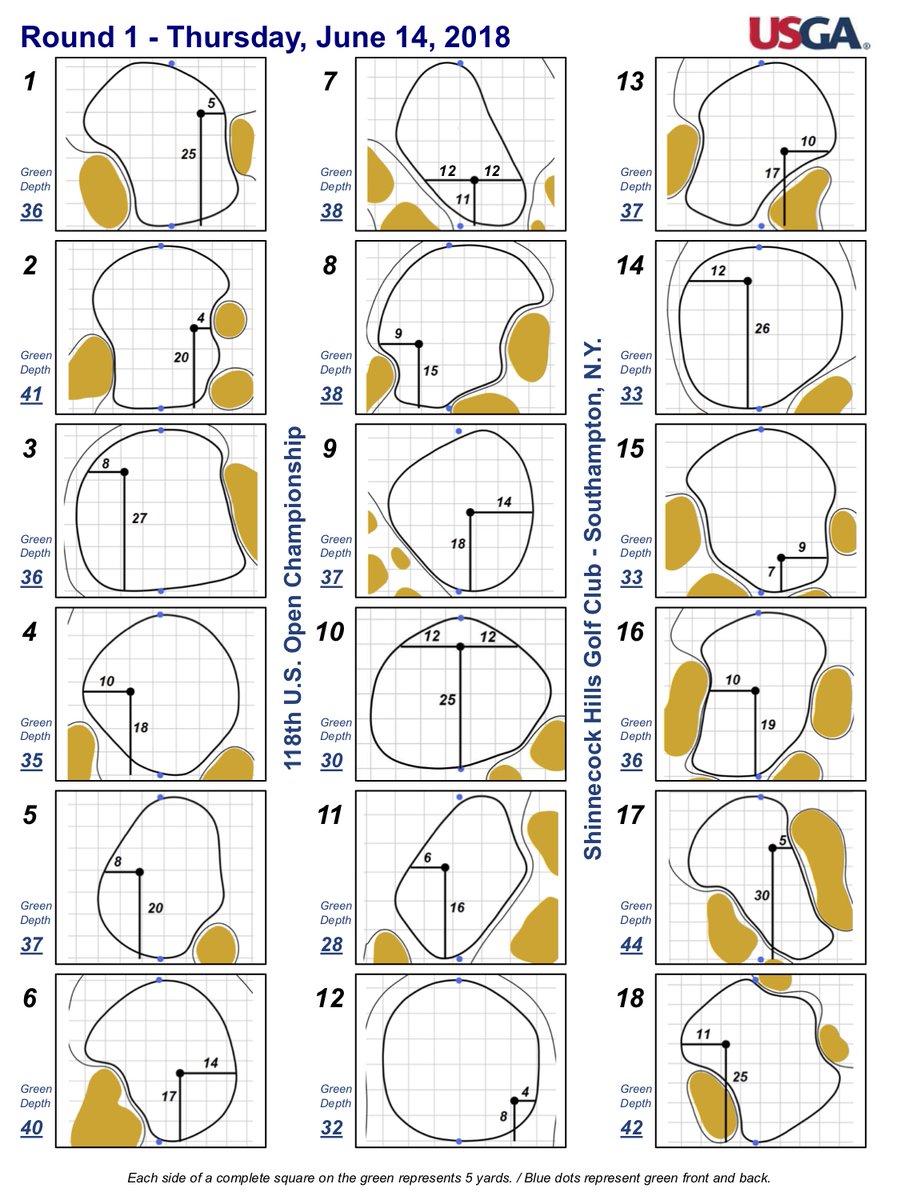 Round 1 - Thursday, June 14, 2018
USGA®
1
5
25
Green
Depth
36
2
4
20
Green
Depth
41
3
8
27
Green
Depth
36
4
10
18
Green
Depth
35
5
8
20
Green
Depth
37
6
14
17
Green
Depth
40
118th U.S. Open Championship
7
12 12
11
Green
Depth
38
8
9
15
Green
Depth
38
9
14
18
Green
Depth
37
10
12 12
25
Green
Depth
30
11
6
16
Green
Depth
28
12
4
8
Green
Depth
32
Shinnecock Hills Golf Club - Southampton, N.Y.
13
10
17
Green
Depth
37
14
12
26
Green
Depth
33
15
9
7
Green
Depth
33
16
10
19
Green
Depth
36
17
5
30
Green
Depth
44
18
11
25
Green
Depth
42
Each side of a complete square on the green represents 5 yards. / Blue dots represent green front and back.